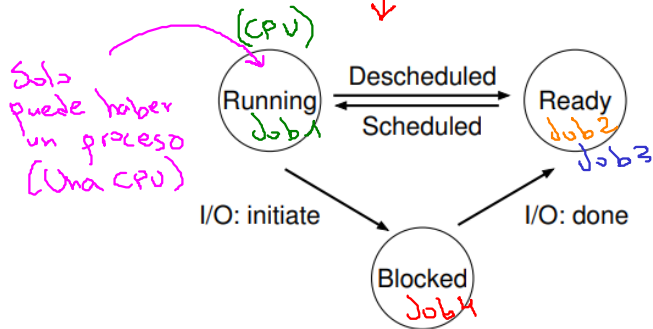 (CPU)
Solo
puede haber
un proceso
(Una CPU)
Running
Job1
Descheduled
Scheduled
Ready
Job2
Job3
I/O: initiate
I/O: done
Blocked
Job4